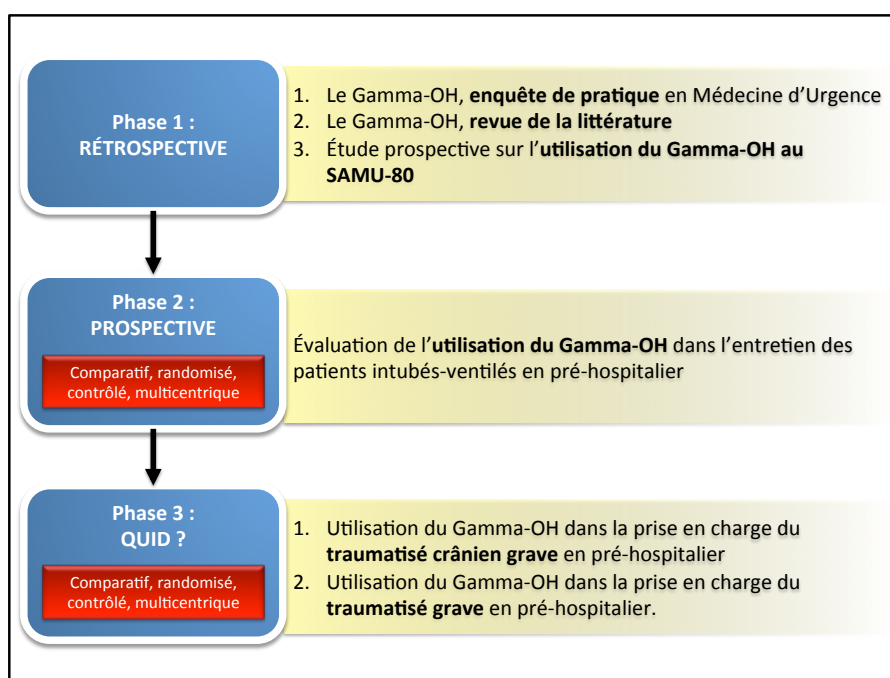 Phase 1 :
RÉTROSPECTIVE
1. Le Gamma-OH, enquête de pratique en Médecine d'Urgence
2. Le Gamma-OH, revue de la littérature
3. Étude prospective sur l'utilisation du Gamma-OH au
SAMU-80
Phase 2 :
PROSPECTIVE
Comparatif, randomisé,
contrôlé, multicentrique
Évaluation de l'utilisation du Gamma-OH dans l'entretien des
patients intubés-ventilés en pré-hospitalier
Phase 3 :
QUID ?
Comparatif, randomisé,
contrôlé, multicentrique
1. Utilisation du Gamma-OH dans la prise en charge du
traumatisé crânien grave en pré-hospitalier
2. Utilisation du Gamma-OH dans la prise en charge du
traumatisé grave en pré-hospitalier.